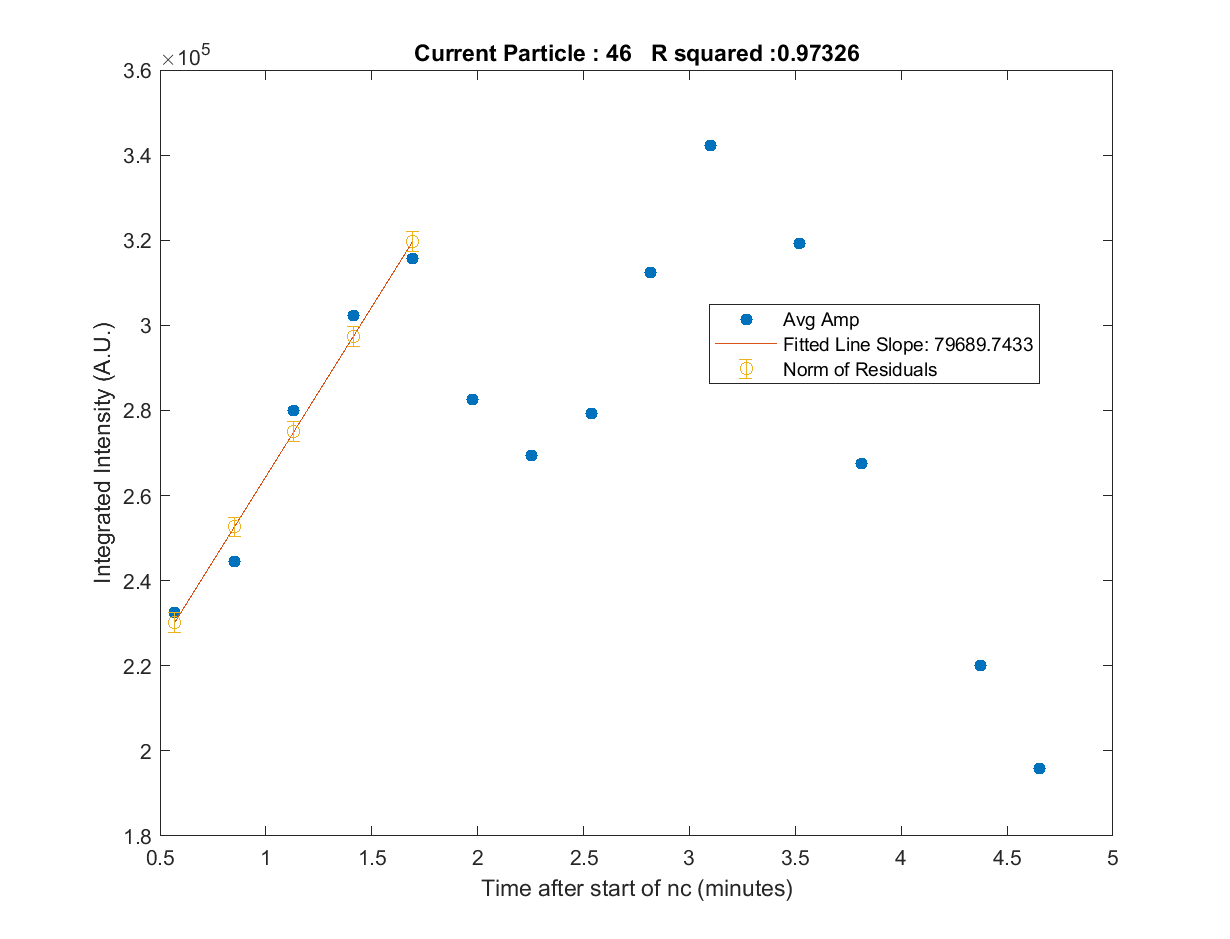 Current Particle : 46   R squared :0.97326
×10^5
3.6
3.4
3.2
3
2.8
2.6
2.4
2.2
2
1.8
Integrated Intensity (A.U.)
Avg Amp
Fitted Line Slope: 79689.7433
Norm of Residuals
0.5 1 1.5 2 2.5 3 3.5 4 4.5 5
Time after start of nc (minutes)